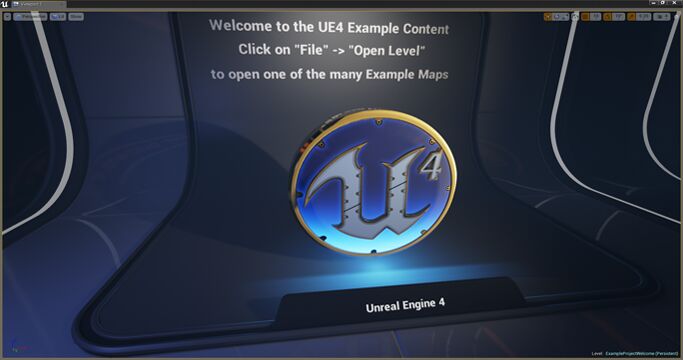 Viewport 1
Perspective Lit Show
Welcome to the UE4 Example Content
Click on "File" -> "Open Level"
to open one of the many Example Maps
U 4
Unreal Engine 4
Level: ExampleProjectWelcome (Persistent)